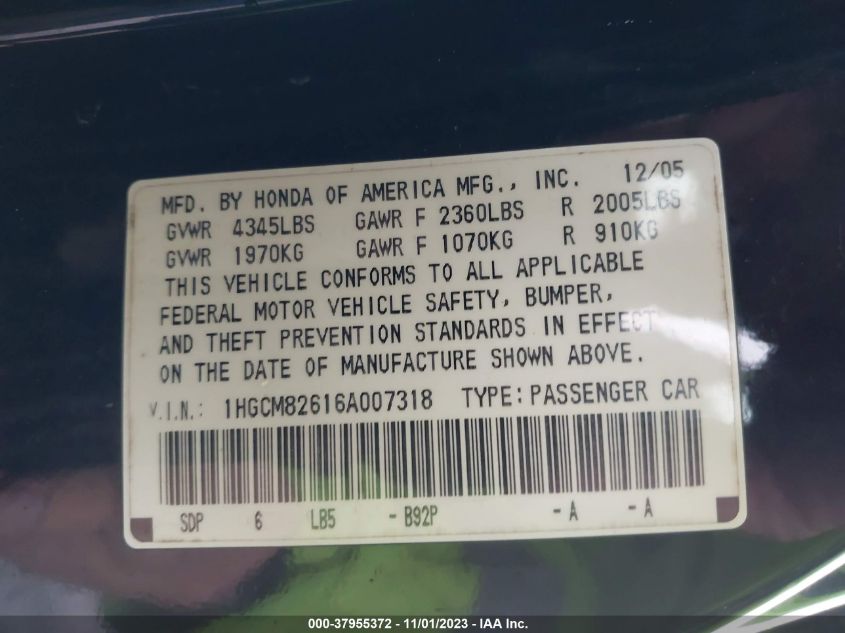 MFD. BY HONDA OF AMERICA MFG., INC. 12/05
GVWR 4345LBS GAWR F 2360LBS R 2005LBS
GVWR 1970KG GAWR F 1070KG R 910KG
THIS VEHICLE CONFORMS TO ALL APPLICABLE
FEDERAL MOTOR VEHICLE SAFETY, BUMPER,
AND THEFT PREVENTION STANDARDS IN EFFECT
ON THE DATE OF MANUFACTURE SHOWN ABOVE.
V.I.N.: 1HGCM82616A007318 TYPE: PASSENGER CAR
SDP 6 LB5 - B92P - A - A
000-37955372 - 11/01/2023 - IAA Inc.